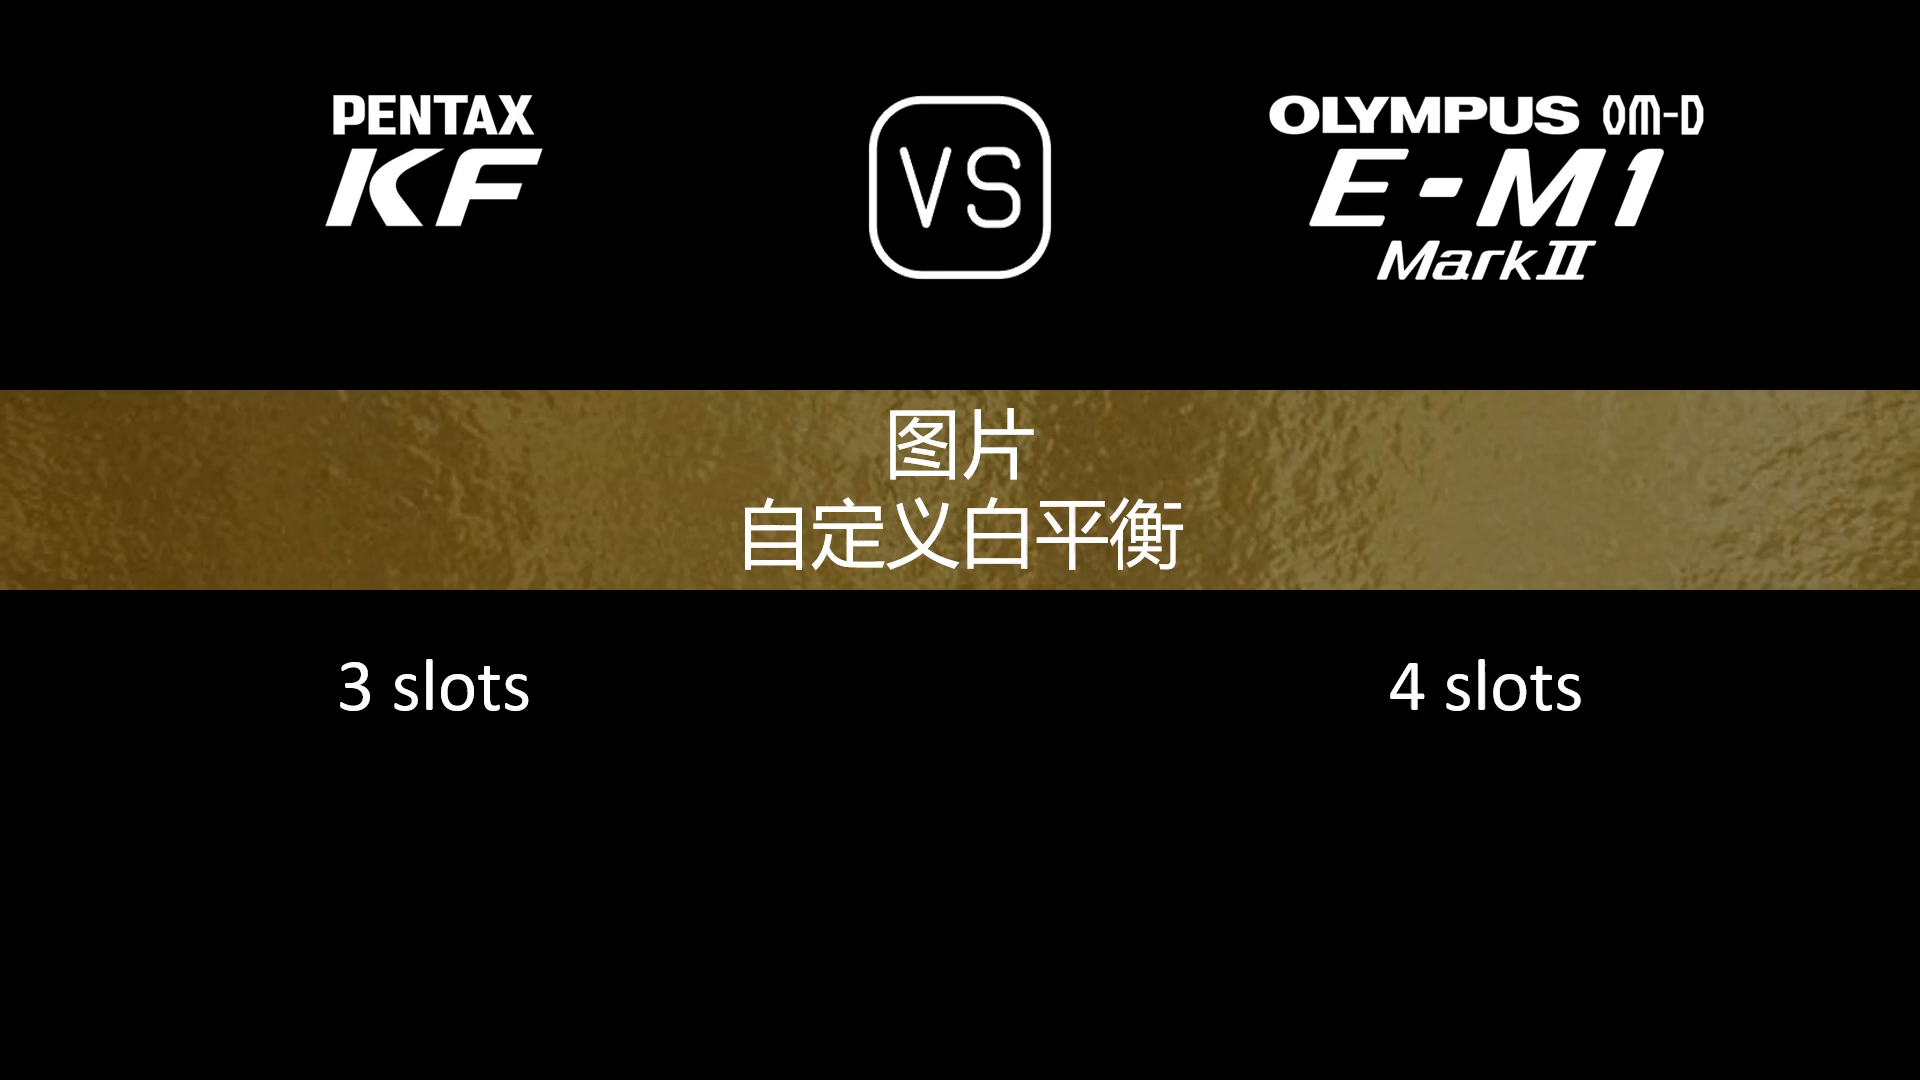 PENTAX
KF
VS
OLYMPUS OM-D
E-M1
Mark II
图片
自定义白平衡
3 slots
4 slots